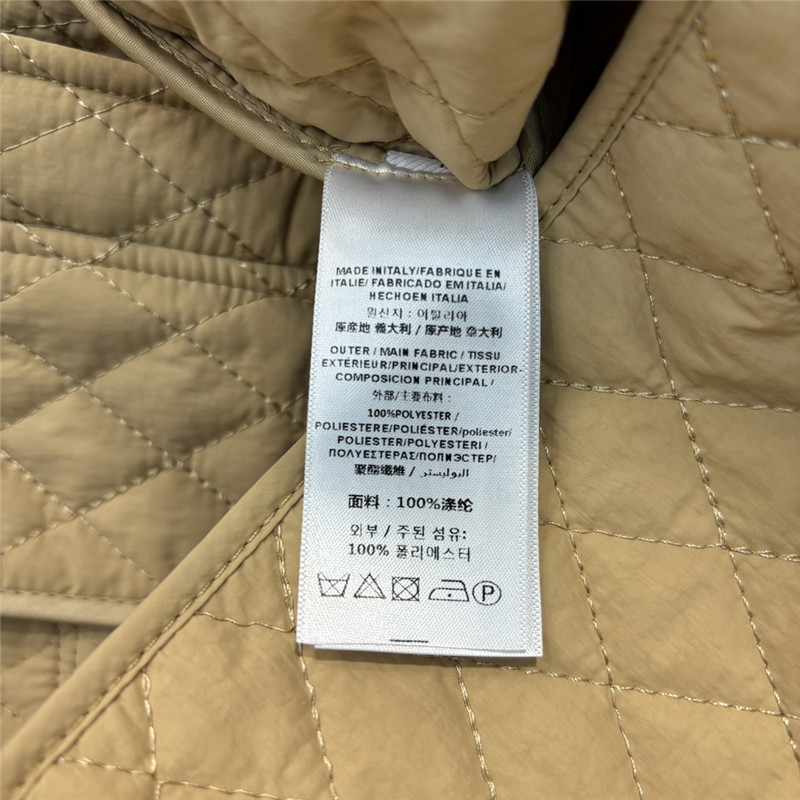 MADE INITALY/FABRIQUE EN
ITALIE/ FABRICADO EM ITALIA/
HECHOEN ITALIA
원산지 : 이탈리아
原産地 義大利 / 原产地 意大利
OUTER / MAIN FABRIC / TISSU
EXTÉRIEUR/PRINCIPAL/EXTERIOR-
COMPOSICIÓN PRINCIPAL /
外部/主要布料 :
100%POLYESTER /
POLIESTERE/POLIÉSTER/poliester/
POLIESTER/POLYESTERI /
ΠΟΛΥΕΣΤΕΡΑΣ/ПОЛИЭСТЕР/
聚酯纖維 / البوليستر
面料：100%涤纶
외부 / 주된 섬유:
100% 폴리에스터
P